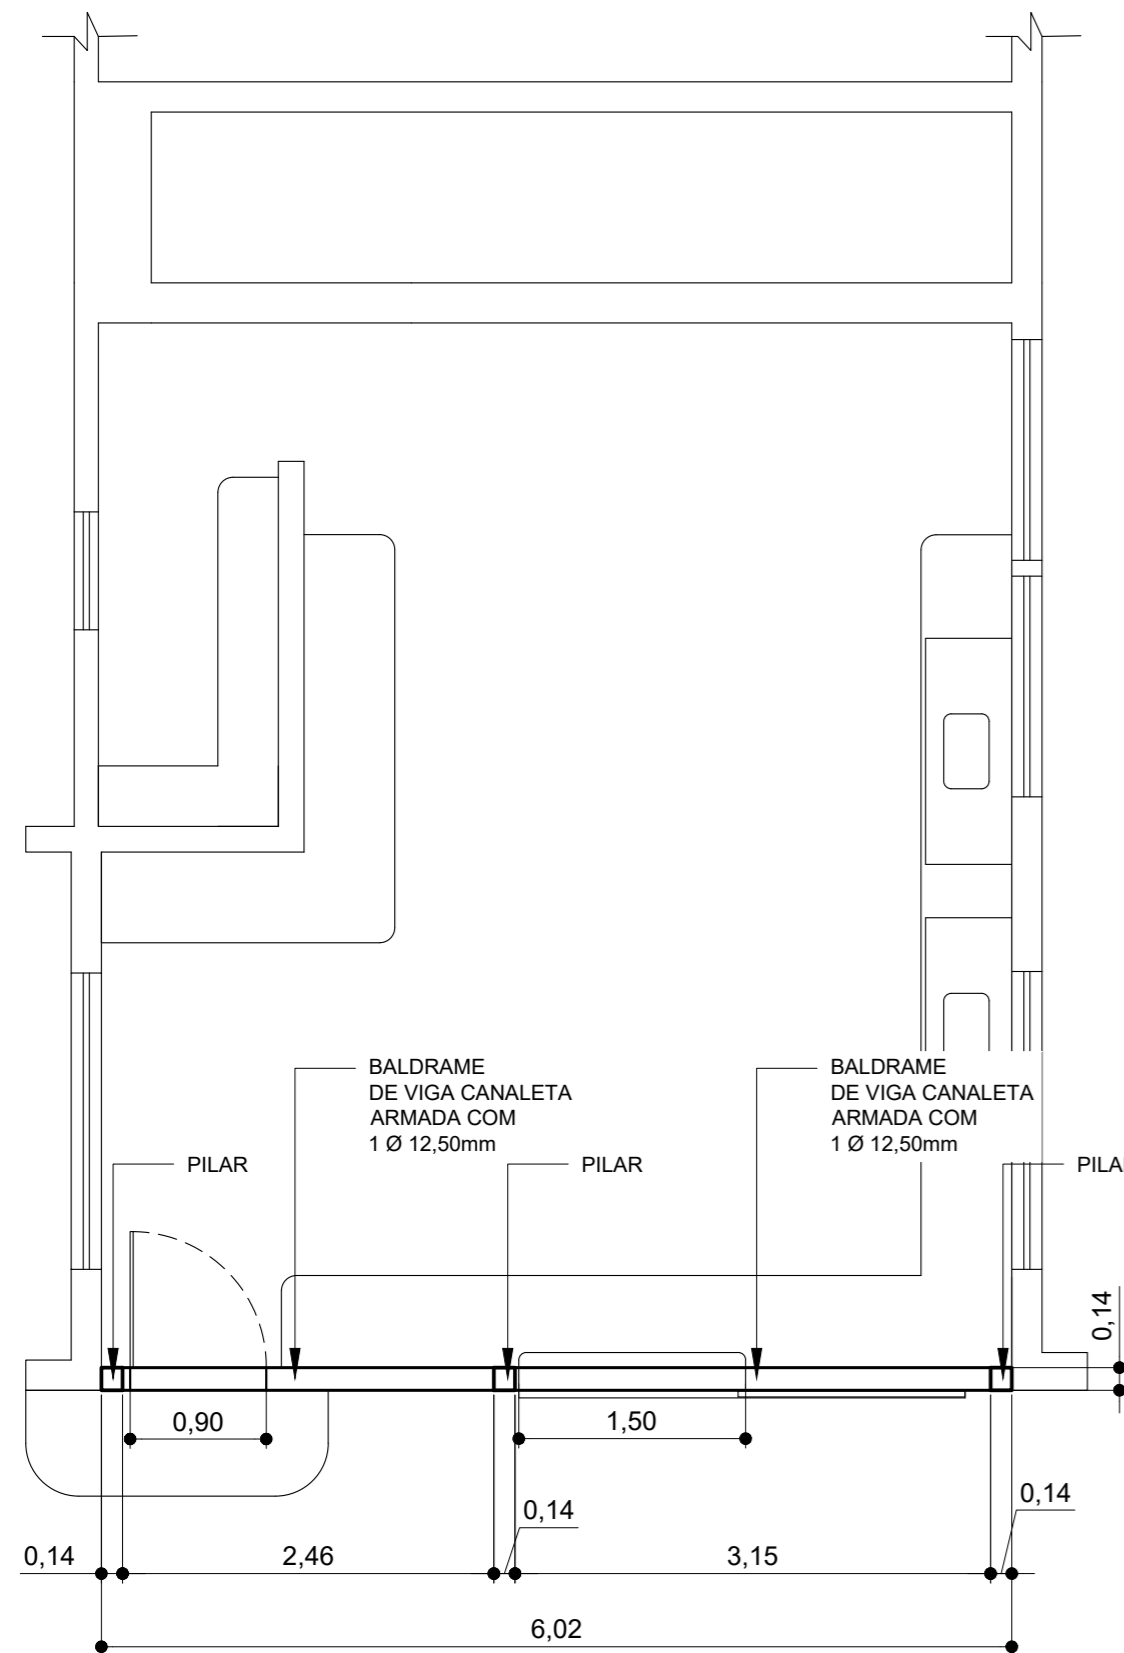 BALDRAME
DE VIGA CANALETA
ARMADA COM
1 Ø 12,50mm
BALDRAME
DE VIGA CANALETA
ARMADA COM
1 Ø 12,50mm
PILAR
PILAR
PILA
0,14
0,90
1,50
0,14
0,14
0,14
2,46
3,15
6,02